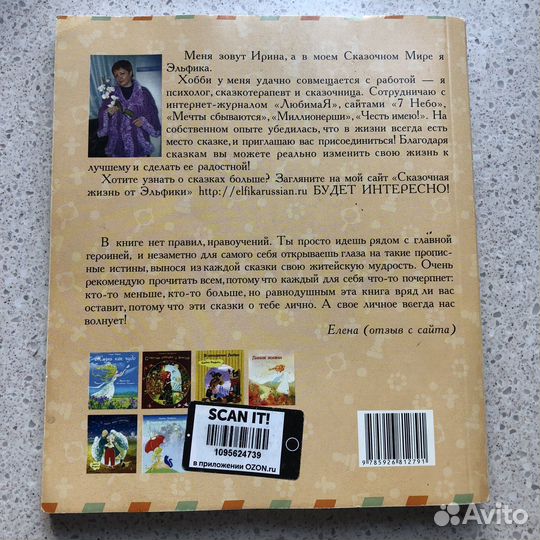 Меня зовут Ирина, а в моем Сказочном Мире я
Эльфика.
Хобби у меня удачно совмещается с работой — я
психолог, сказкотерапевт и сказочница. Сотрудничаю с
интернет-журналом «ЛюбимаЯ», сайтами «7 Небо»,
«Мечты сбываются», «Миллионерши», «Честь имею!». На
собственном опыте убедилась, что в жизни всегда есть
место сказке, и приглашаю вас присоединиться! Благодаря
сказкам вы можете реально изменить свою жизнь к
лучшему и сделать ее радостной!
Хотите узнать о сказках больше? Загляните на мой сайт «Сказочная
жизнь от Эльфики» http://elfikarussian.ru БУДЕТ ИНТЕРЕСНО!
В книге нет правил, нравоучений. Ты просто идешь рядом с главной
героиней, и незаметно для самого себя открываешь глаза на такие пропис-
ные истины, вынося из каждой сказки свою житейскую мудрость. Очень
рекомендую прочитать всем, потому что каждый для себя что-то почерпнет:
кто-то меньше, кто-то больше, но равнодушным эта книга вряд ли вас
оставит, потому что эти сказки о тебе лично. А свое личное всегда нас
волнует!
Елена (отзыв с сайта)
SCAN IT!
1095624739
в приложении OZON.ru
9 785926 812791
Avito